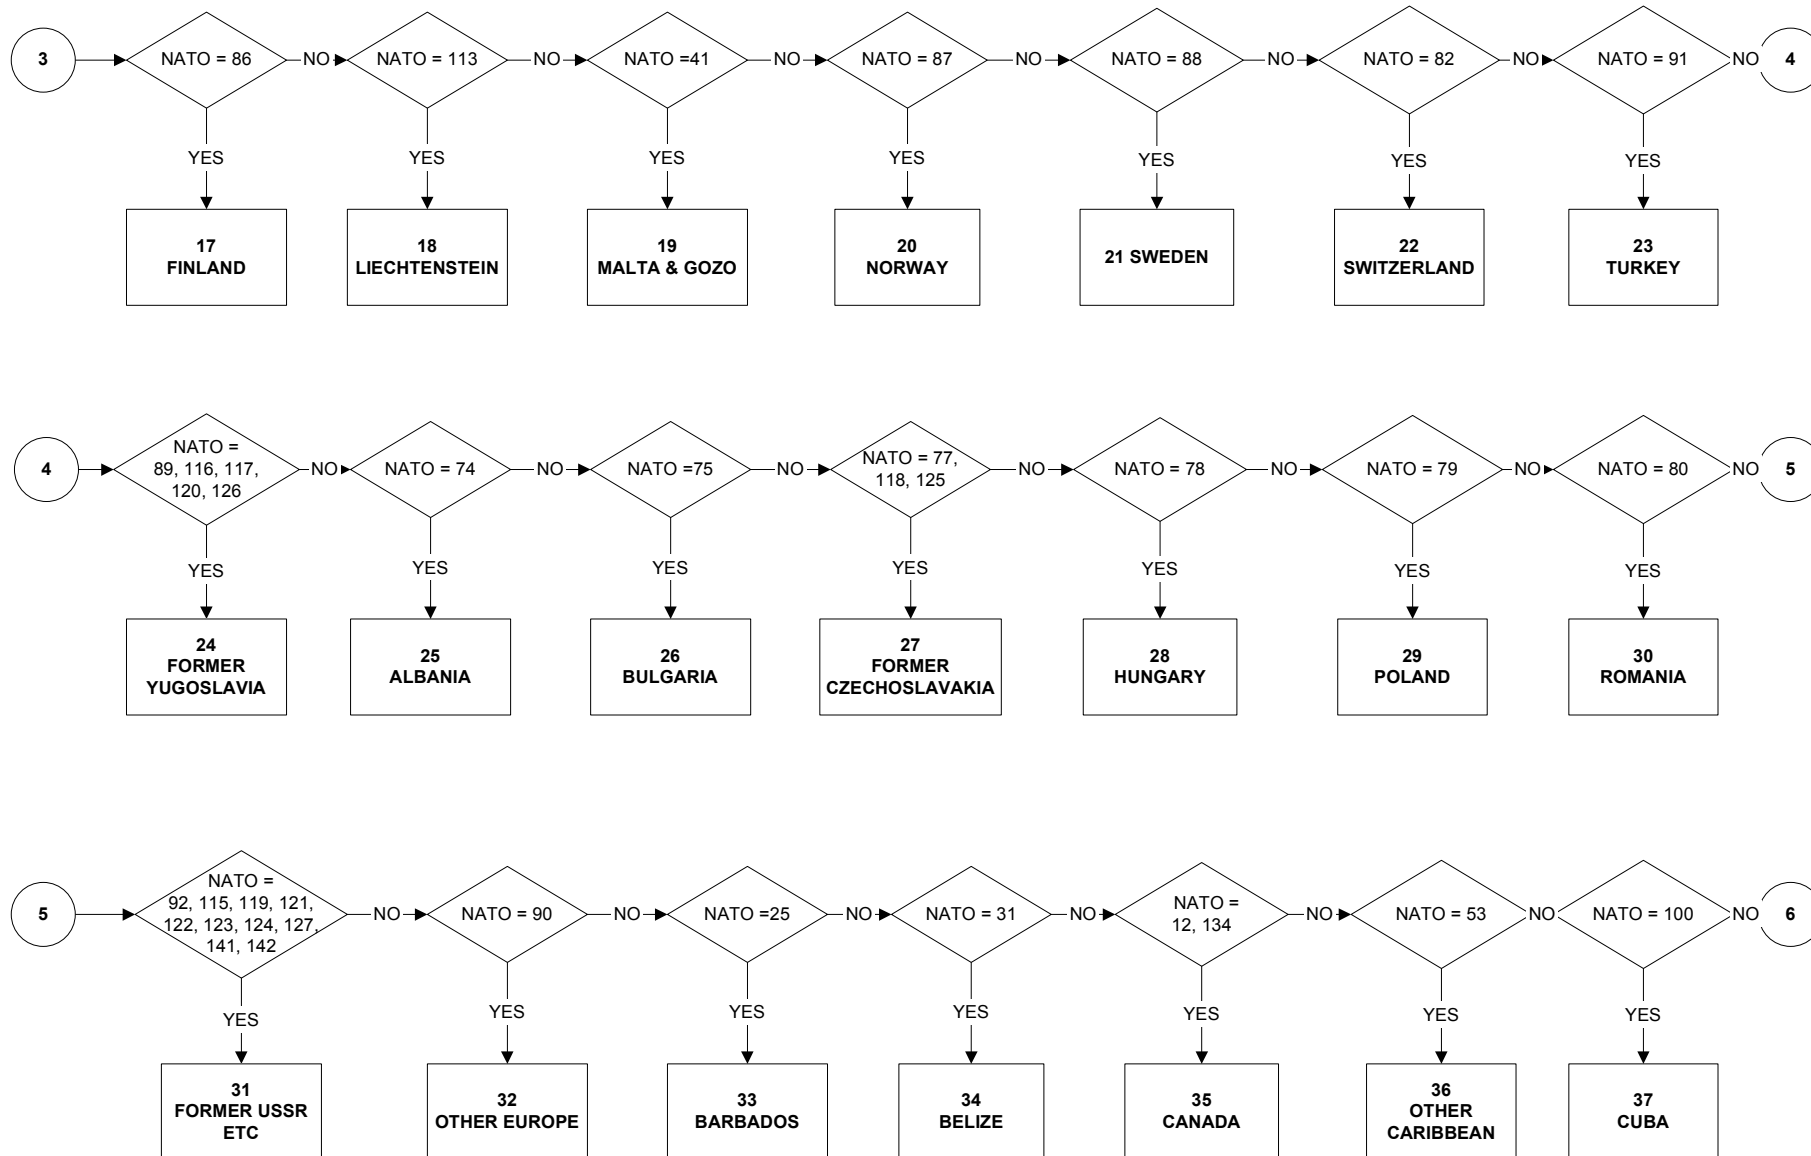 3
NATO = 86
NO
NATO = 113
NO
NATO =41
NO
NATO = 87
NO
NATO = 88
NO
NATO = 82
NO
NATO = 91
NO
4
YES
YES
YES
YES
YES
YES
YES
17
FINLAND
18
LIECHTENSTEIN
19
MALTA & GOZO
20
NORWAY
21 SWEDEN
22
SWITZERLAND
23
TURKEY
4
NATO =
89, 116, 117,
120, 126
NO
NATO = 74
NO
NATO =75
NO
NATO = 77,
118, 125
NO
NATO = 78
NO
NATO = 79
NO
NATO = 80
NO
5
YES
YES
YES
YES
YES
YES
YES
24
FORMER
YUGOSLAVIA
25
ALBANIA
26
BULGARIA
27
FORMER
CZECHOSLAVAKIA
28
HUNGARY
29
POLAND
30
ROMANIA
5
NATO =
92, 115, 119, 121,
122, 123, 124, 127,
141, 142
NO
NATO = 90
NO
NATO =25
NO
NATO = 31
NO
NATO =
12, 134
NO
NATO = 53
NO
NATO = 100
NO
6
YES
YES
YES
YES
YES
YES
YES
31
FORMER USSR
ETC
32
OTHER EUROPE
33
BARBADOS
34
BELIZE
35
CANADA
36
OTHER
CARIBBEAN
37
CUBA